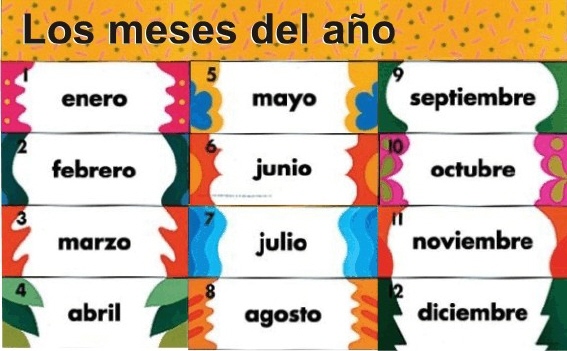 Los meses del año
1
enero
2
febrero
3
marzo
4
abril
5
mayo
6
junio
7
julio
8
agosto
9
septiembre
10
octubre
11
noviembre
12
diciembre